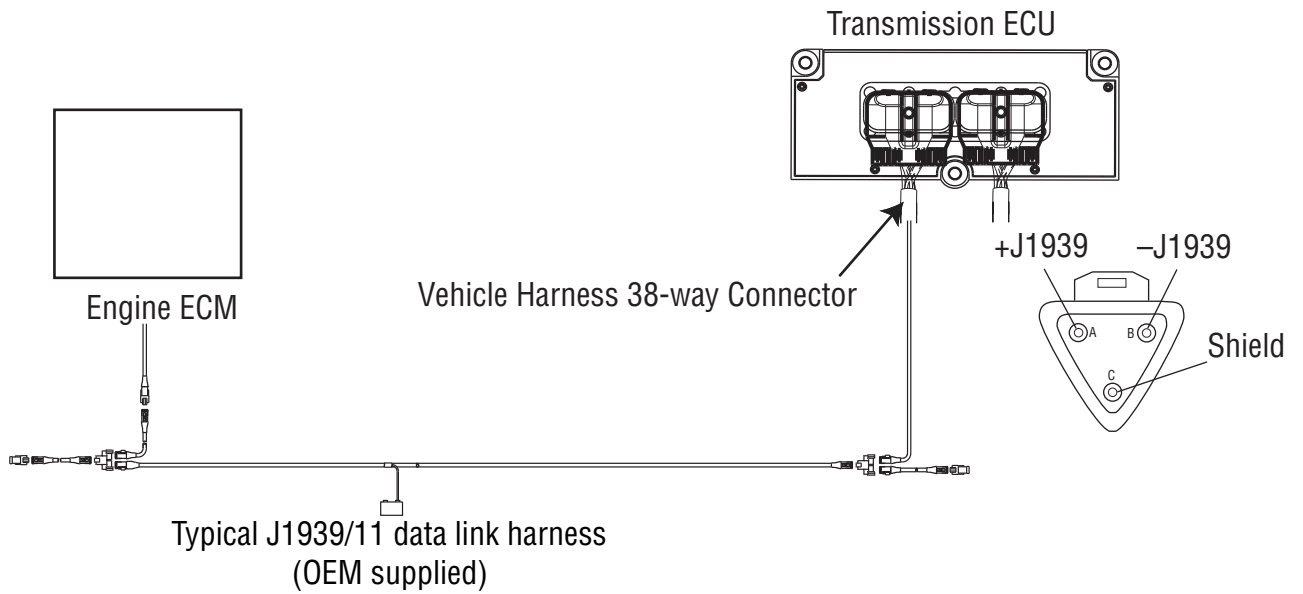 Transmission ECU
Engine ECM
Vehicle Harness 38-way Connector
+J1939
–J1939
A
B
C
Shield
Typical J1939/11 data link harness
(OEM supplied)